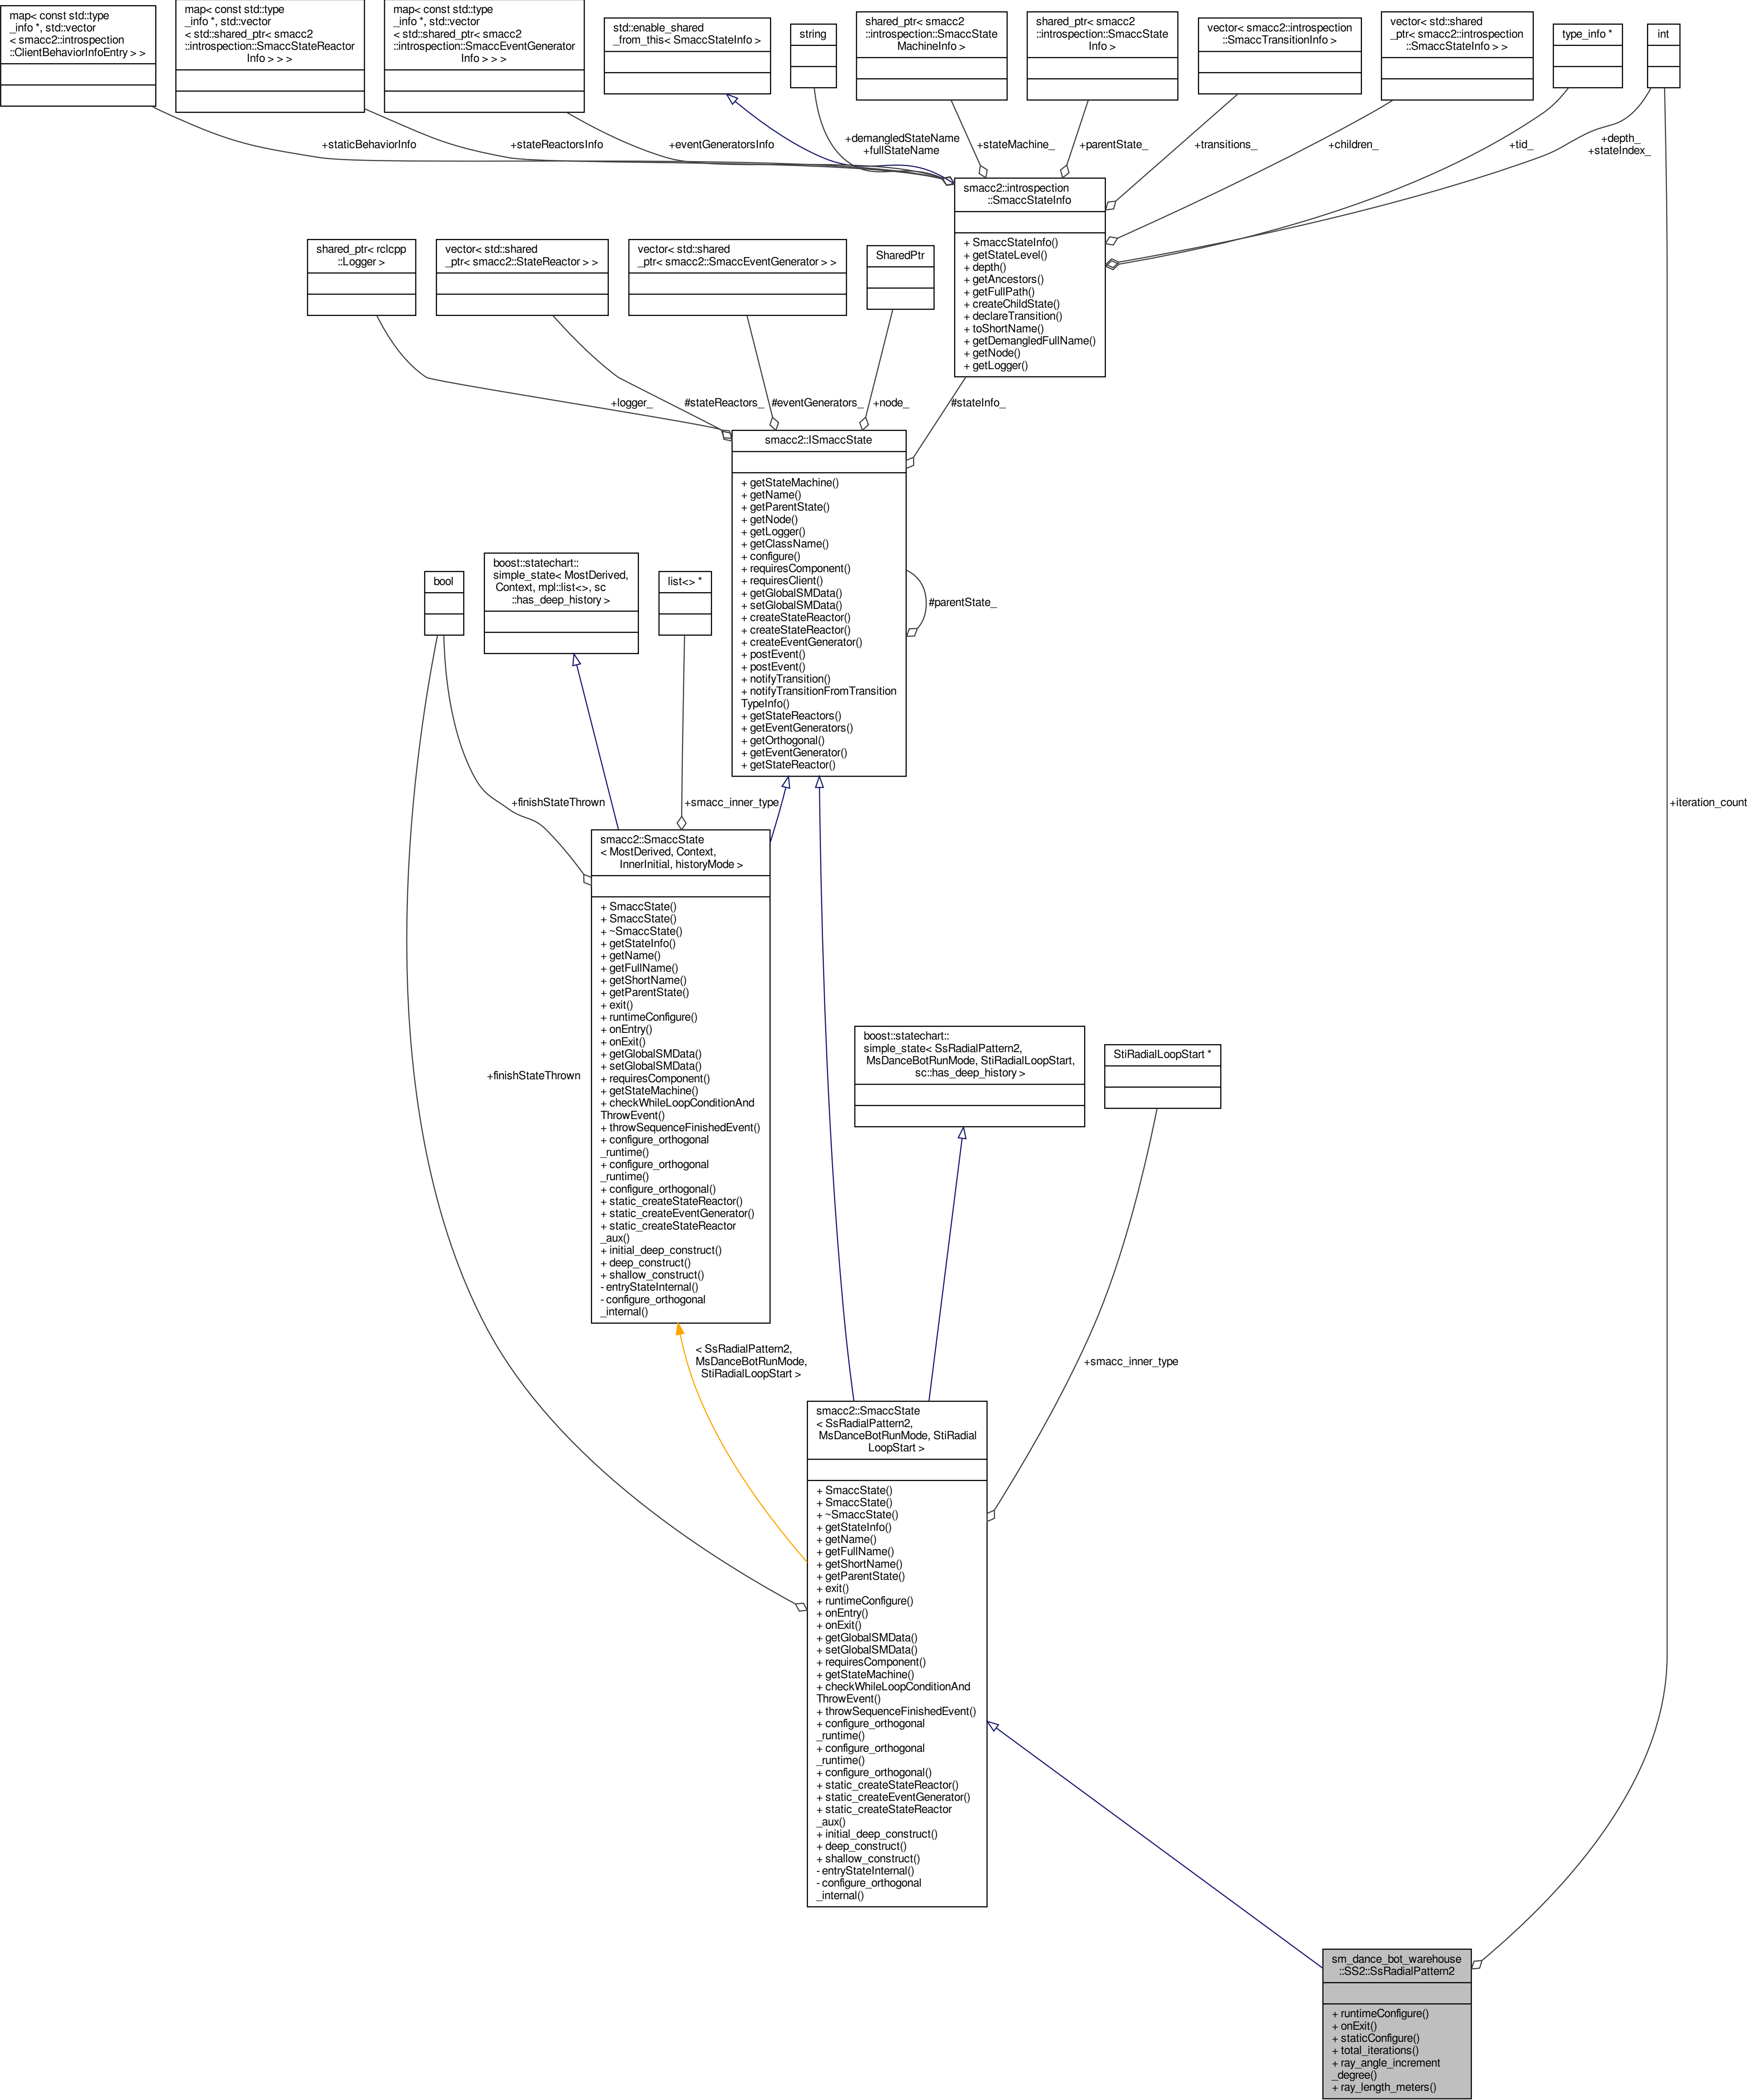 map< const std::type
_info *, std::vector
< smacc2::introspection
::ClientBehaviorInfoEntry > >
map< const std::type
_info *, std::vector
< std::shared_ptr< smacc2
::introspection::SmaccStateReactor
Info > > >
map< const std::type
_info *, std::vector
< std::shared_ptr< smacc2
::introspection::SmaccEventGenerator
Info > > >
std::enable_shared
_from_this< SmaccStateInfo >
string
shared_ptr< smacc2
::introspection::SmaccState
MachineInfo >
shared_ptr< smacc2
::introspection::SmaccState
Info >
vector< smacc2::introspection
::SmaccTransitionInfo >
vector< std::shared
_ptr< smacc2::introspection
::SmaccStateInfo > >
type_info *
int
+staticBehaviorInfo
+stateReactorsInfo
+eventGeneratorsInfo
+demangledStateName
+fullStateName
+stateMachine_
+parentState_
+transitions_
+children_
+tid_
+depth_
+stateIndex_
smacc2::introspection
::SmaccStateInfo
+ SmaccStateInfo()
+ getStateLevel()
+ depth()
+ getAncestors()
+ getFullPath()
+ createChildState()
+ declareTransition()
+ toShortName()
+ getDemangledFullName()
+ getNode()
+ getLogger()
shared_ptr< rclcpp
::Logger >
vector< std::shared
_ptr< smacc2::StateReactor > >
vector< std::shared
_ptr< smacc2::SmaccEventGenerator > >
SharedPtr
+logger_
#stateReactors_
#eventGenerators_
+node_
#stateInfo_
smacc2::ISmaccState
+ getStateMachine()
+ getName()
+ getParentState()
+ getNode()
+ getLogger()
+ getClassName()
+ configure()
+ requiresComponent()
+ requiresClient()
+ getGlobalSMData()
+ setGlobalSMData()
+ createStateReactor()
+ createStateReactor()
+ createEventGenerator()
+ postEvent()
+ postEvent()
+ notifyTransition()
+ notifyTransitionFromTransition
TypeInfo()
+ getStateReactors()
+ getEventGenerators()
+ getOrthogonal()
+ getEventGenerator()
+ getStateReactor()
#parentState_
bool
boost::statechart::
simple_state< MostDerived,
Context, mpl::list<>, sc
::has_deep_history >
list<> *
+finishStateThrown
+smacc_inner_type
+iteration_count
smacc2::SmaccState
< MostDerived, Context,
InnerInitial, historyMode >
+ SmaccState()
+ SmaccState()
+ ~SmaccState()
+ getStateInfo()
+ getName()
+ getFullName()
+ getShortName()
+ getParentState()
+ exit()
+ runtimeConfigure()
+ onEntry()
+ onExit()
+ getGlobalSMData()
+ setGlobalSMData()
+ requiresComponent()
+ getStateMachine()
+ checkWhileLoopConditionAnd
ThrowEvent()
+ throwSequenceFinishedEvent()
+ configure_orthogonal
_runtime()
+ configure_orthogonal
_runtime()
+ configure_orthogonal()
+ static_createStateReactor()
+ static_createEventGenerator()
+ static_createStateReactor
_aux()
+ initial_deep_construct()
+ deep_construct()
+ shallow_construct()
- entryStateInternal()
- configure_orthogonal
_internal()
+finishStateThrown
boost::statechart::
simple_state< SsRadialPattern2,
MsDanceBotRunMode, StiRadialLoopStart,
sc::has_deep_history >
StiRadialLoopStart *
< SsRadialPattern2,
MsDanceBotRunMode,
StiRadialLoopStart >
+smacc_inner_type
smacc2::SmaccState
< SsRadialPattern2,
MsDanceBotRunMode, StiRadial
LoopStart >
+ SmaccState()
+ SmaccState()
+ ~SmaccState()
+ getStateInfo()
+ getName()
+ getFullName()
+ getShortName()
+ getParentState()
+ exit()
+ runtimeConfigure()
+ onEntry()
+ onExit()
+ getGlobalSMData()
+ setGlobalSMData()
+ requiresComponent()
+ getStateMachine()
+ checkWhileLoopConditionAnd
ThrowEvent()
+ throwSequenceFinishedEvent()
+ configure_orthogonal
_runtime()
+ configure_orthogonal
_runtime()
+ configure_orthogonal()
+ static_createStateReactor()
+ static_createEventGenerator()
+ static_createStateReactor
_aux()
+ initial_deep_construct()
+ deep_construct()
+ shallow_construct()
- entryStateInternal()
- configure_orthogonal
_internal()
sm_dance_bot_warehouse
::SS2::SsRadialPattern2
+ runtimeConfigure()
+ onExit()
+ staticConfigure()
+ total_iterations()
+ ray_angle_increment
_degree()
+ ray_length_meters()